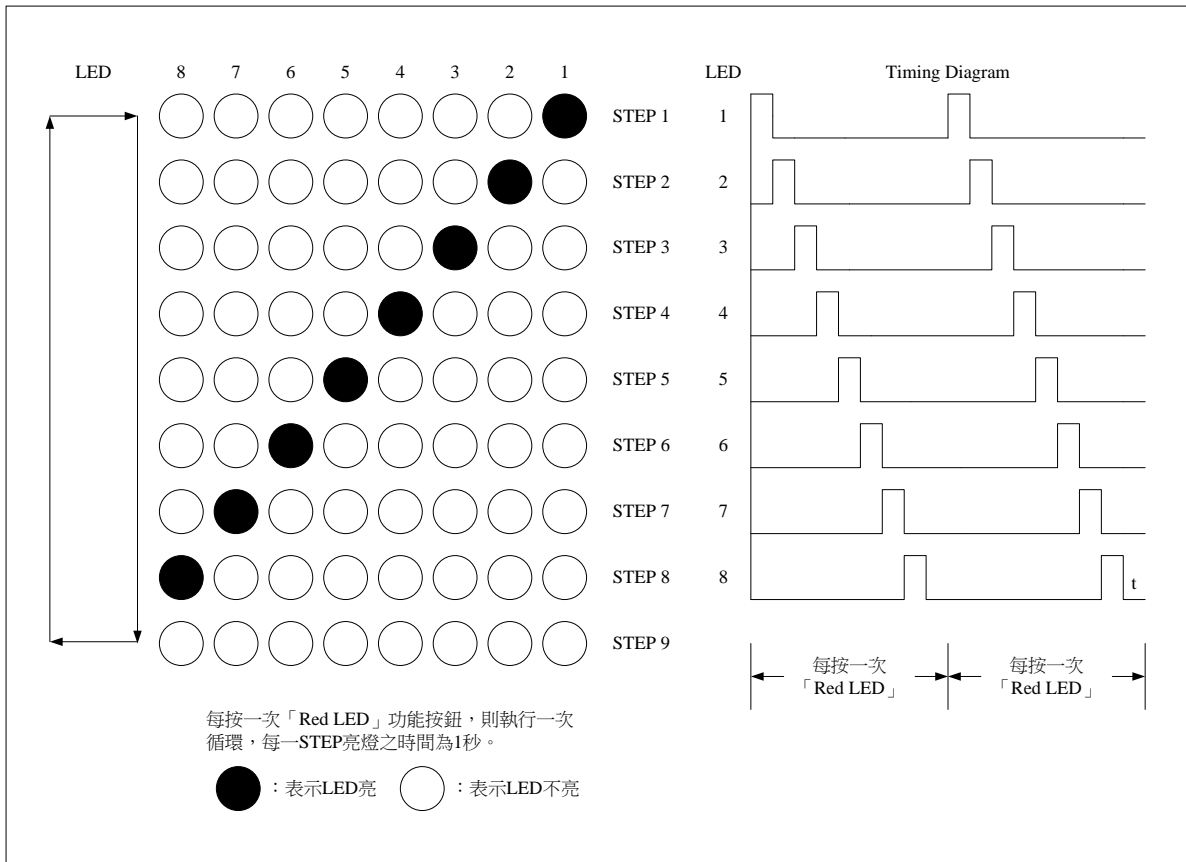 LED 8 7 6 5 4 3 2 1 LED Timing Diagram
STEP 1 1
STEP 2 2
STEP 3 3
STEP 4 4
STEP 5 5
STEP 6 6
STEP 7 7
STEP 8 8 t
STEP 9
每按一次 每按一次
「Red LED」 「Red LED」
每按一次「Red LED」功能按鈕，則執行一次
循環，每一STEP亮燈之時間為1秒。
：表示LED亮 ：表示LED不亮